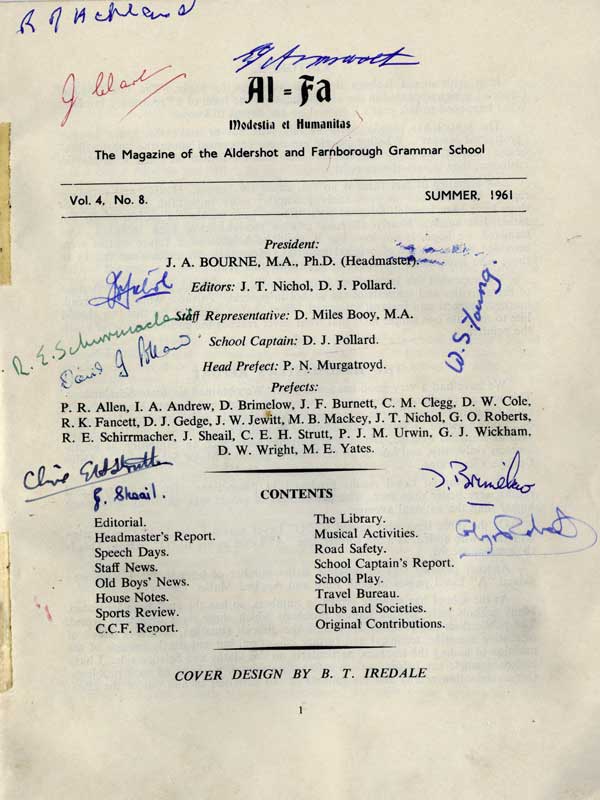 Al = Fa
Modestia et Humanitas
The Magazine of the Aldershot and Farnborough Grammar School
Vol. 4, No. 8. SUMMER, 1961
President:
J. A. BOURNE, M.A., Ph.D. (Headmaster).
Editors: J. T. Nichol, D. J. Pollard.
Staff Representative: D. Miles Booy, M.A.
W. S. Young.
R. E. Schirrmacher
School Captain: D. J. Pollard.
David J Pollard
Head Prefect: P. N. Murgatroyd.
Prefects:
P. R. Allen, I. A. Andrew, D. Brimelow, J. F. Burnett, C. M. Clegg, D. W. Cole,
R. K. Fancett, D. J. Gedge, J. W. Jewitt, M. B. Mackey, J. T. Nichol, G. O. Roberts,
R. E. Schirrmacher, J. Sheail, C. E. H. Strutt, P. J. M. Urwin, G. J. Wickham,
D. W. Wright, M. E. Yates.
Clive E H Strutt
D. Brimelow
J. Sheail.
CONTENTS
Editorial.
Headmaster's Report.
Speech Days.
Staff News.
Old Boys' News.
House Notes.
Sports Review.
C.C.F. Report.
The Library.
Musical Activities.
Road Safety.
School Captain's Report.
School Play.
Travel Bureau.
Clubs and Societies.
Original Contributions.
COVER DESIGN BY B. T. IREDALE
1